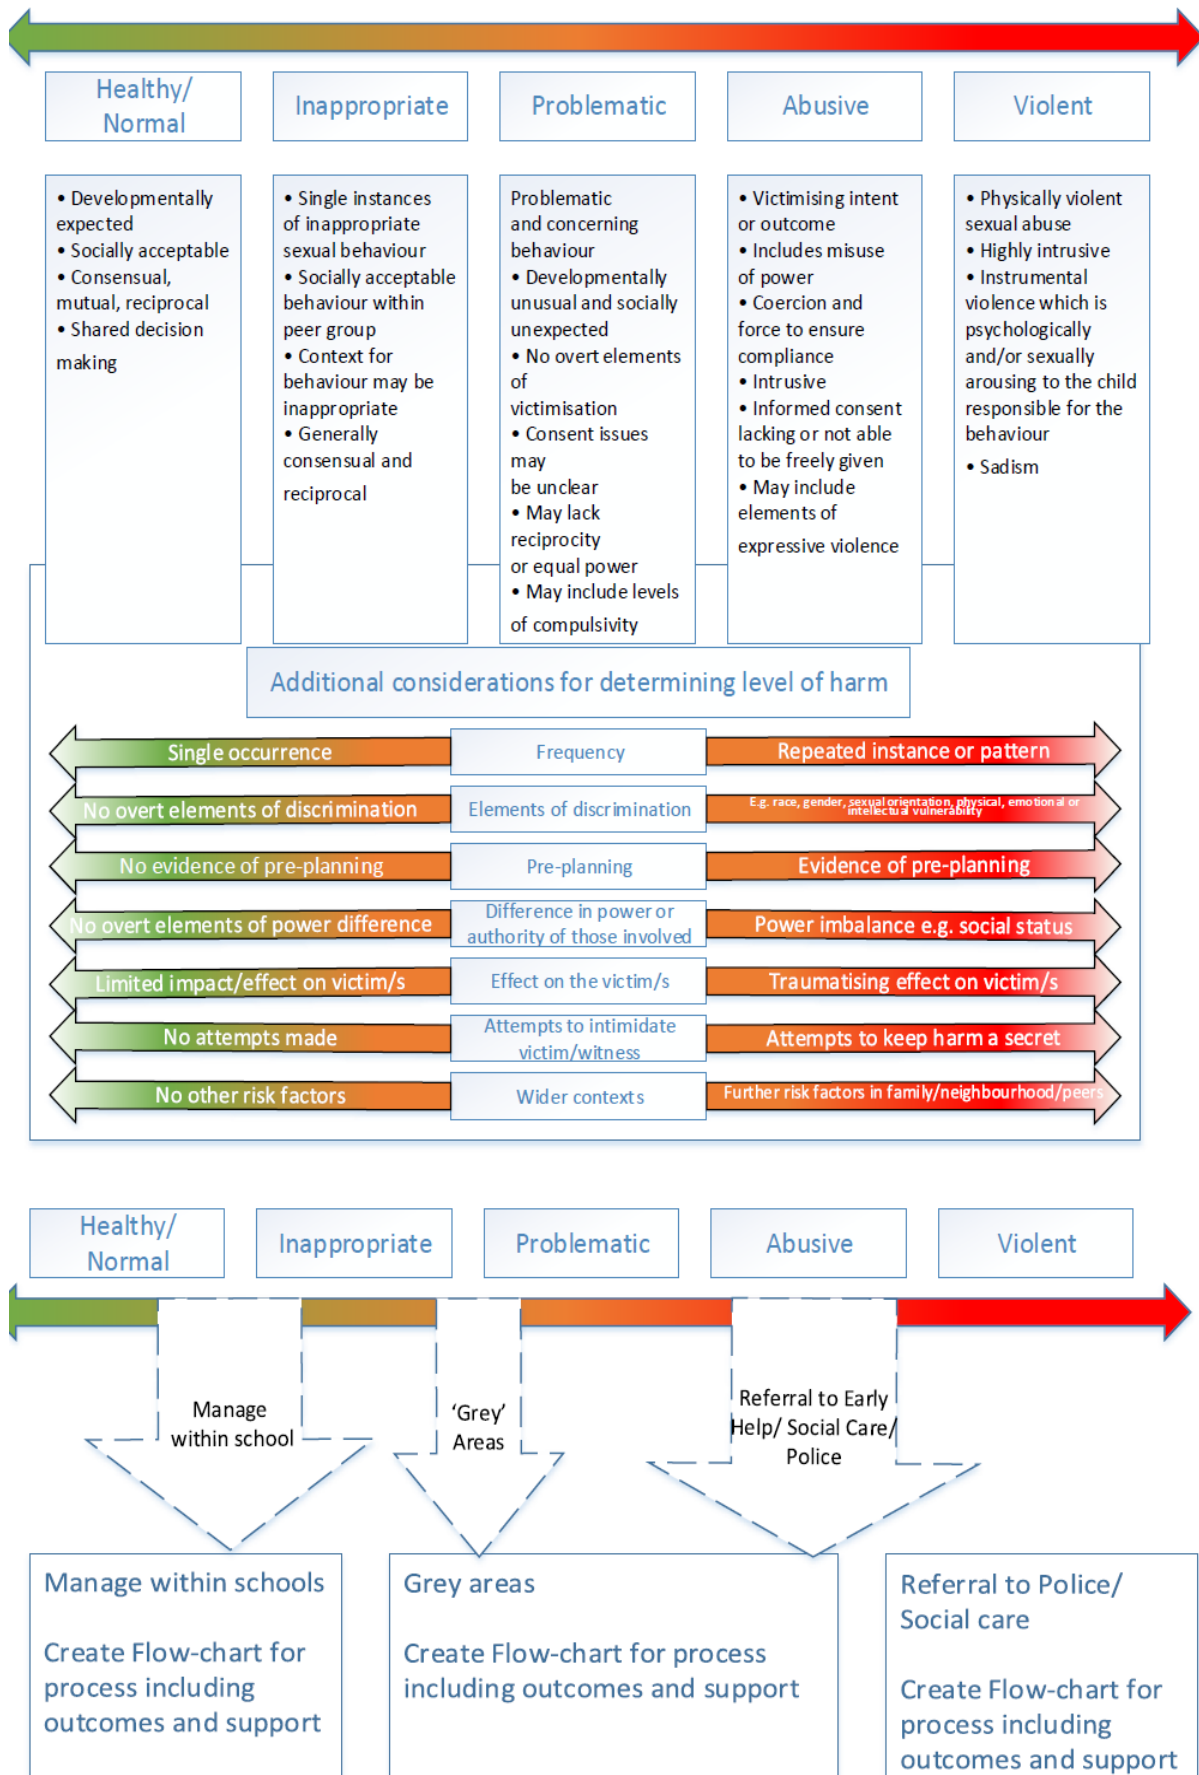 Healthy/
Normal
Inappropriate
Problematic
Abusive
Violent
• Developmentally
expected
• Socially acceptable
• Consensual,
mutual, reciprocal
• Shared decision
making
• Single instances
of inappropriate
sexual behaviour
• Socially acceptable
behaviour within
peer group
• Context for
behaviour may be
inappropriate
• Generally
consensual and
reciprocal
Problematic
and concerning
behaviour
• Developmentally
unusual and socially
unexpected
• No overt elements
of
victimisation
• Consent issues
may
be unclear
• May lack
reciprocity
or equal power
• May include levels
of compulsivity
• Victimising intent
or outcome
• Includes misuse
of power
• Coercion and
force to ensure
compliance
• Intrusive
• Informed consent
lacking or not able
to be freely given
• May include
elements of
expressive violence
• Physically violent
sexual abuse
• Highly intrusive
• Instrumental
violence which is
psychologically
and/or sexually
arousing to the child
responsible for the
behaviour
• Sadism
Additional considerations for determining level of harm
Single occurrence
Frequency
Repeated instance or pattern
No overt elements of discrimination
Elements of discrimination
E.g. race, gender, sexual orientation, physical, emotional or
intellectual vulnerability
No evidence of pre-planning
Pre-planning
Evidence of pre-planning
No overt elements of power difference
Difference in power or
authority of those involved
Power imbalance e.g. social status
Limited impact/effect on victim/s
Effect on the victim/s
Traumatising effect on victim/s
No attempts made
Attempts to intimidate
victim/witness
Attempts to keep harm a secret
No other risk factors
Wider contexts
Further risk factors in family/neighbourhood/peers
Healthy/
Normal
Inappropriate
Problematic
Abusive
Violent
Manage
within school
'Grey'
Areas
Referral to Early
Help/ Social Care/
Police
Manage within schools
Create Flow-chart for
process including
outcomes and support
Grey areas
Create Flow-chart for process
including outcomes and support
Referral to Police/
Social care
Create Flow-chart for
process including
outcomes and support